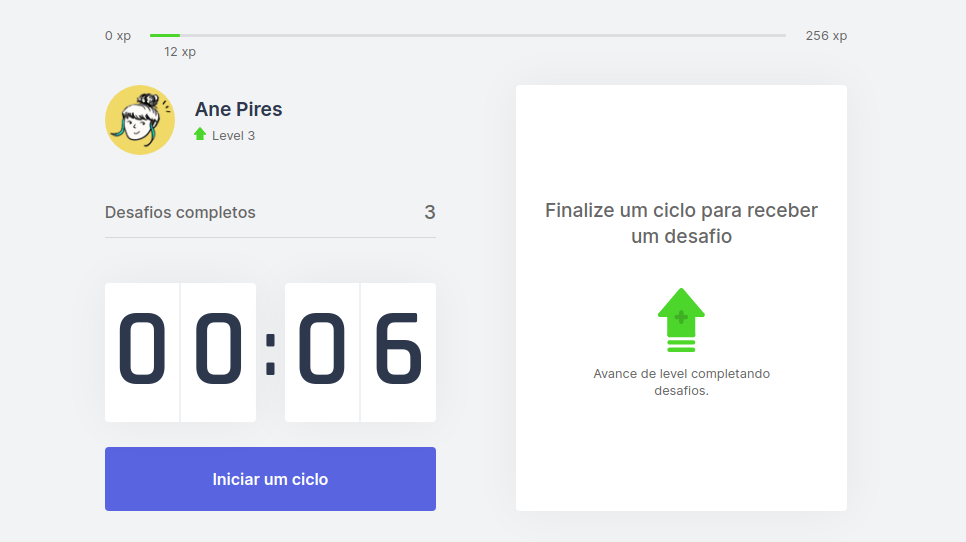 0 xp
256 xp
12 xp
Ane Pires
Level 3
Desafios completos
3
00:06
Iniciar um ciclo
Finalize um ciclo para receber
um desafio
Avance de level completando
desafios.